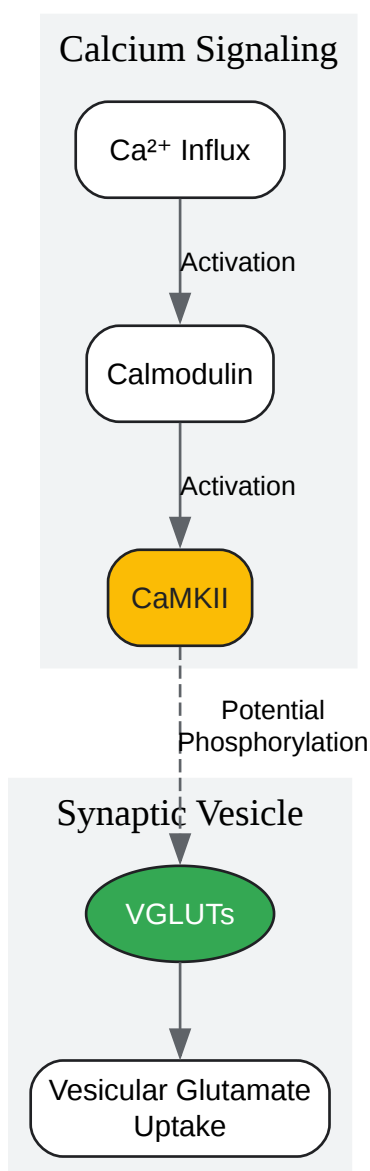 Calcium Signaling
Ca²⁺ Influx
Activation
Calmodulin
Activation
CaMKII
Potential
Phosphorylation
Synaptic Vesicle
VGLUTs
Vesicular Glutamate
Uptake